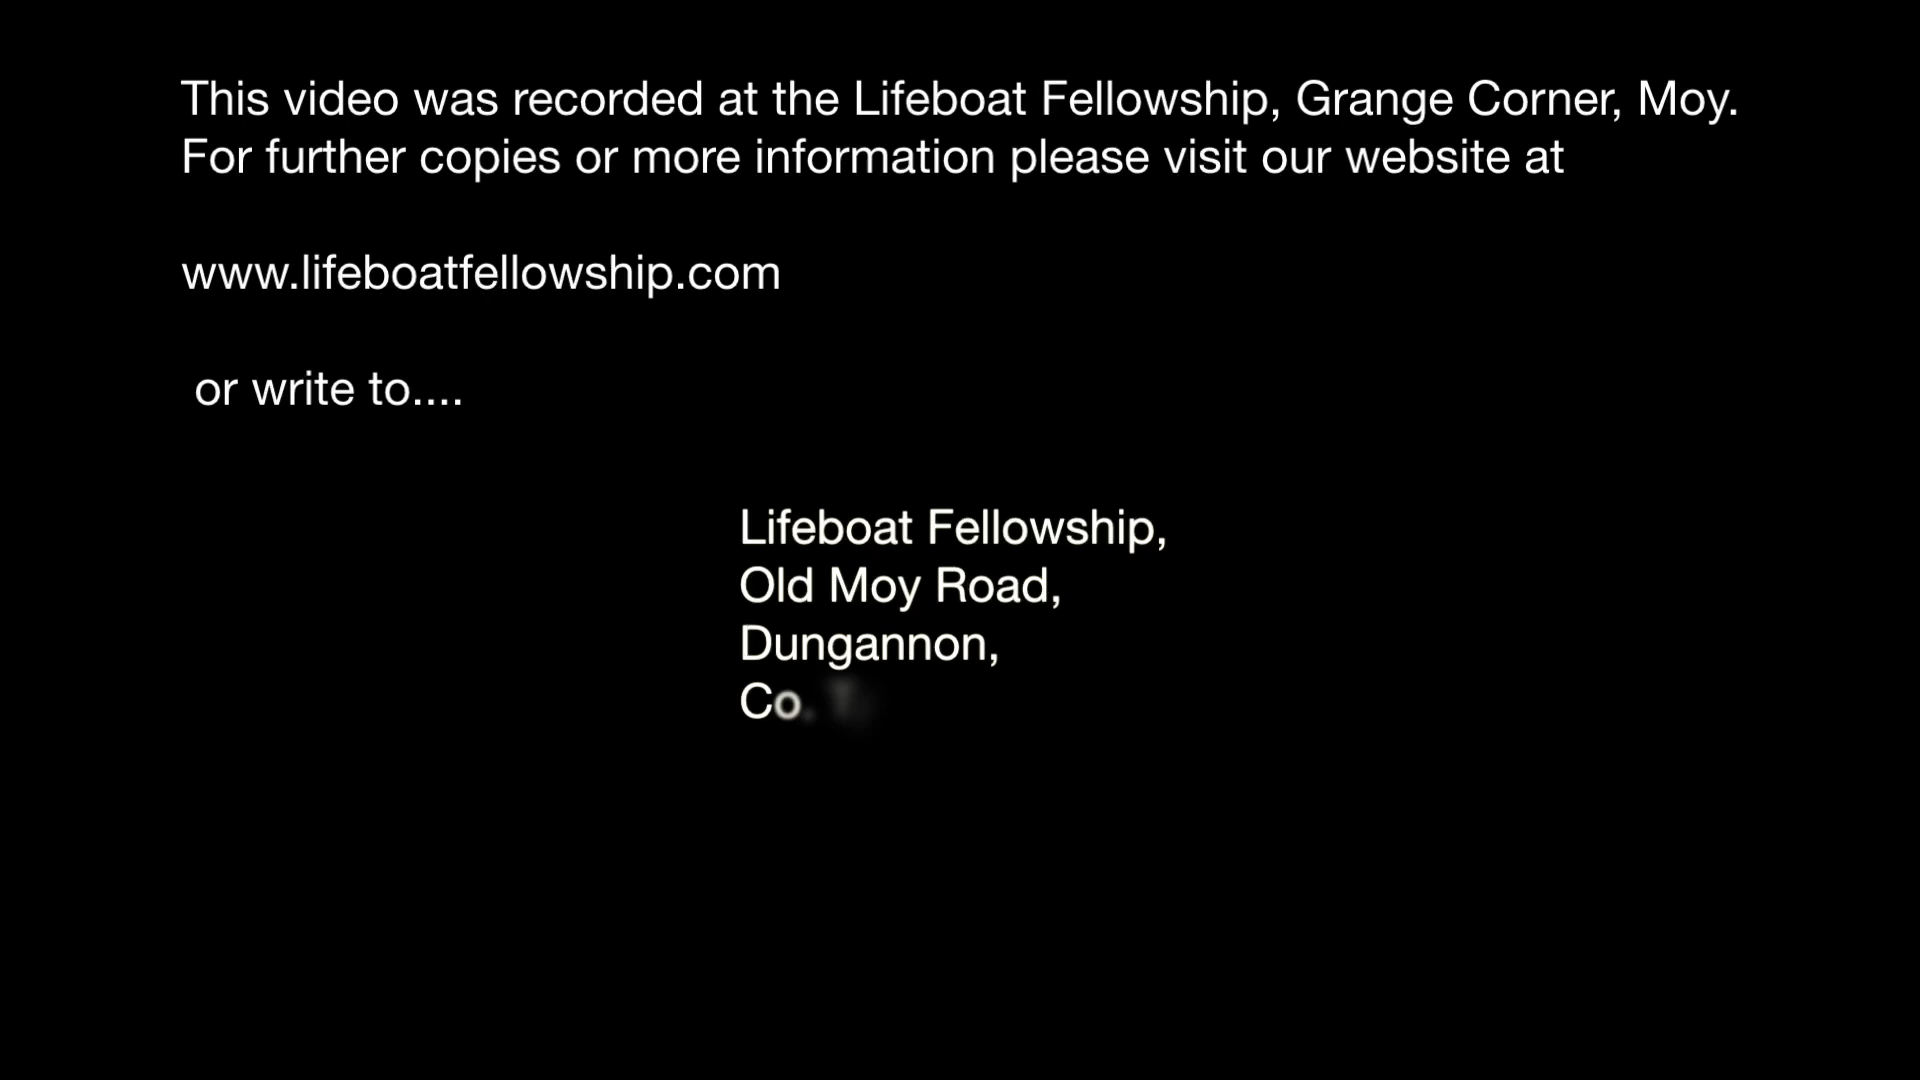 This video was recorded at the Lifeboat Fellowship, Grange Corner, Moy.
For further copies or more information please visit our website at
www.lifeboatfellowship.com
or write to....
Lifeboat Fellowship,
Old Moy Road,
Dungannon,
Co.